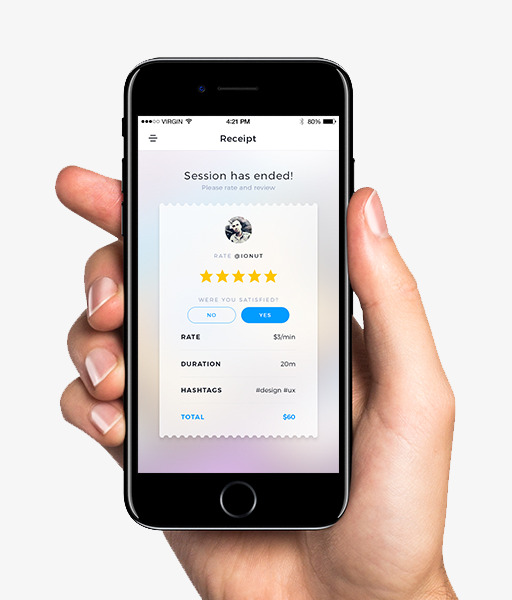 VIRGIN 4:21 PM 80%
Receipt
Session has ended!
Please rate and review
RATE @IONUT
WERE YOU SATISFIED?
NO YES
RATE $3/min
DURATION 20m
HASHTAGS #design #ux
TOTAL $60